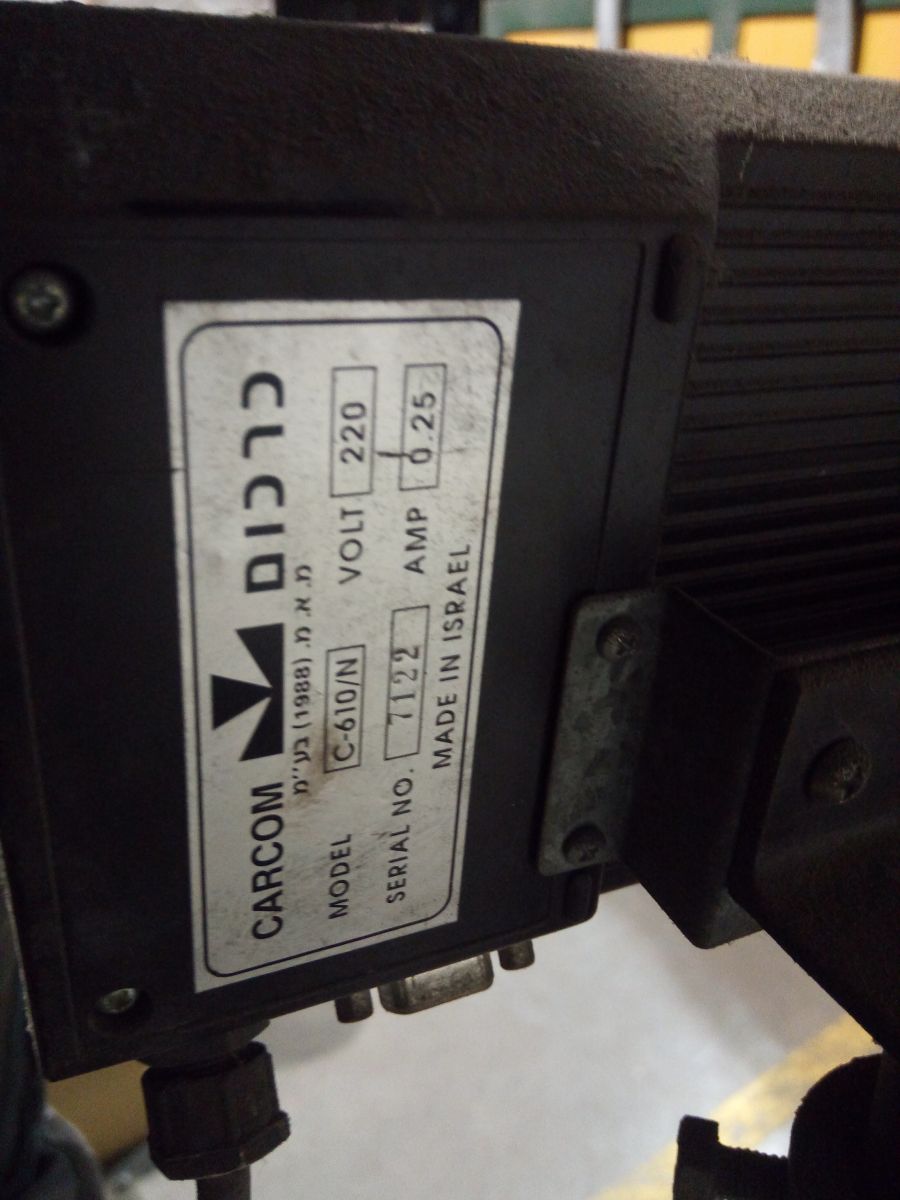 CARCOM כרכום
מ.א.מ. (1988) בע"מ
MODEL C-610/N VOLT 220
SERIAL NO. 7122 AMP 0.25
MADE IN ISRAEL